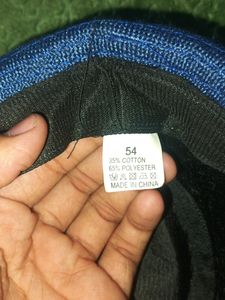 54
35% COTTON
65% POLYESTER
MADE IN CHINA